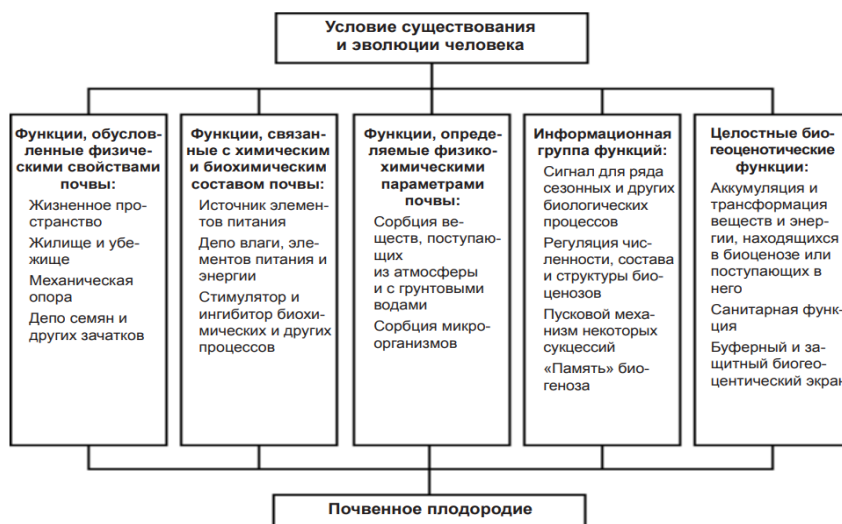 Условие существования
и эволюции человека
Функции, обуслов-
ленные физиче-
скими свойствами
почвы:
Жизненное про-
странство
Жилище и убе-
жище
Механическая
опора
Депо семян и
других зачатков
Функции, связан-
ные с химическим
и биохимическим
составом почвы:
Источник элемен-
тов питания
Депо влаги, эле-
ментов питания и
энергии
Стимулятор и
ингибитор биохи-
мических и других
процессов
Функции, опреде-
ляемые физико-
химическими
параметрами
почвы:
Сорбция ве-
ществ, поступаю-
щих
из атмосферы
и с грунтовыми
водами
Сорбция микро-
организмов
Информационная
группа функций:
Сигнал для ряда
сезонных и других
биологических
процессов
Регуляция чис-
ленности, состава
и структуры био-
ценозов
Пусковой меха-
низм некоторых
сукцессий
«Память» био-
геноза
Целостные био-
геоценотические
функции:
Аккумуляция и
трансформация
веществ и энер-
гии, находящихся
в биоценозе или
поступающих в
него
Санитарная функ-
ция
Буферный и за-
щитный биогео-
центический экран
Почвенное плодородие